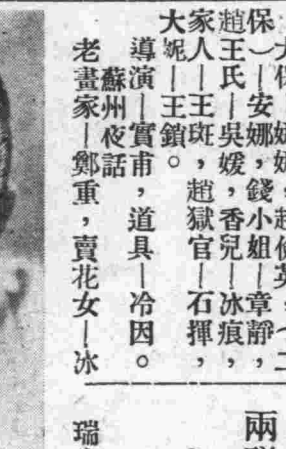 保)—安娜,錢小姐—章靜,
趙王氏—吳媛,香兒—冰痕,
家人—王斑,趙獄官—石揮,
大妮—王鎖。
導演—實甫,道具—冷因。
蘇州夜話
老畫家—鄭重,賣花女—冰
兩
瑞